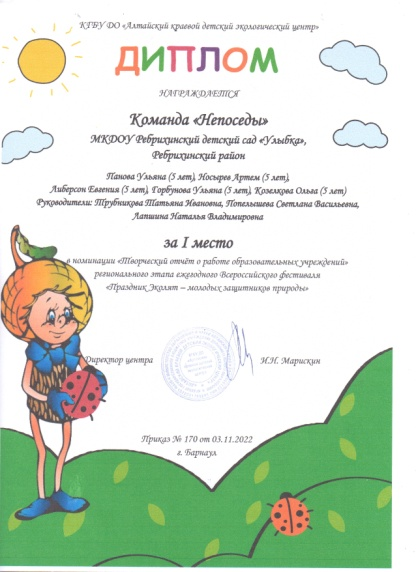 КГБУ ДО «Алтайский краевой детский экологический центр»
ДИПЛОМ
НАГРАЖДАЕТСЯ
Команда «Непоседы»
МКДОУ Ребрихинский детский сад «Улыбка»,
Ребрихинский район
Панова Ульяна (5 лет), Носырев Артем (5 лет),
Либерсон Евгения (5 лет), Горбунова Ульяна (5 лет), Козелкова Ольга (5 лет)
Руководители: Трубникова Татьяна Ивановна, Попелышева Светлана Васильевна,
Лапшина Наталья Владимировна
за I место
в номинации «Творческий отчёт о работе образовательных учреждений»
регионального этапа ежегодного Всероссийского фестиваля
«Праздник Эколят – молодых защитников природы»
Директор центра И.Н. Марискин
Приказ № 170 от 03.11.2022
г. Барнаул